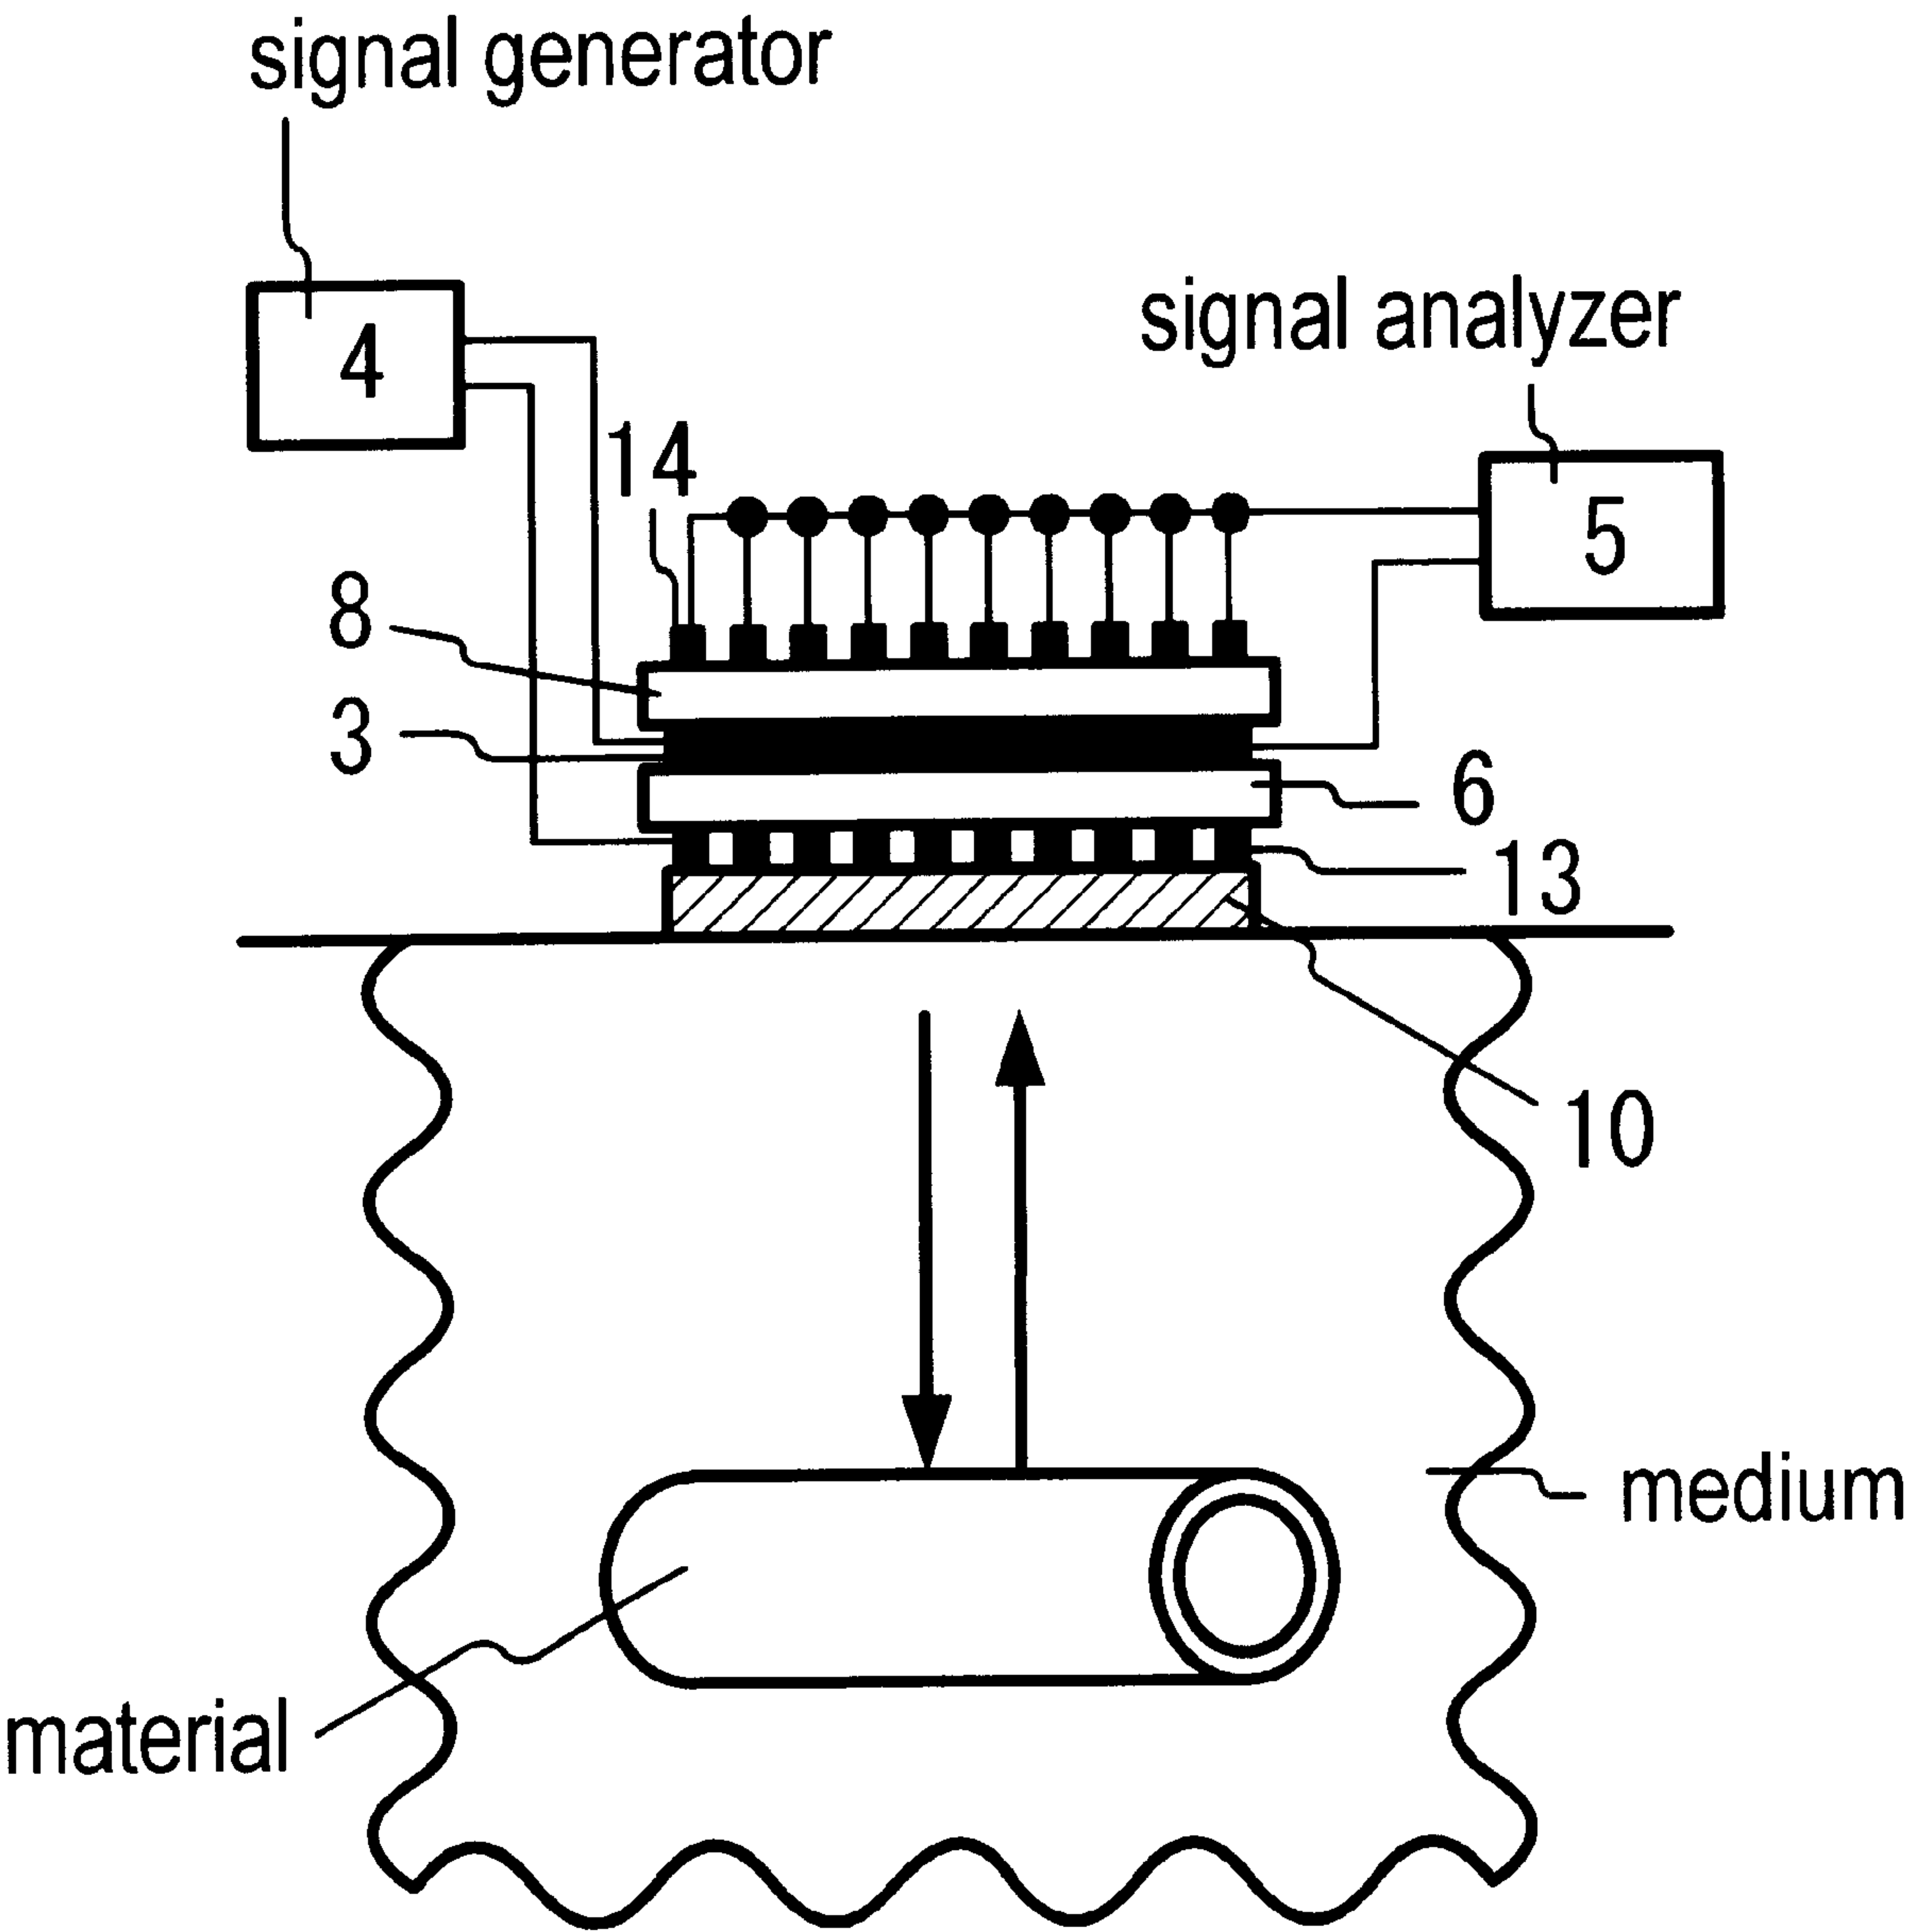 signal generator
signal analyzer
4
14
5
8
3
6
13
10
medium
material